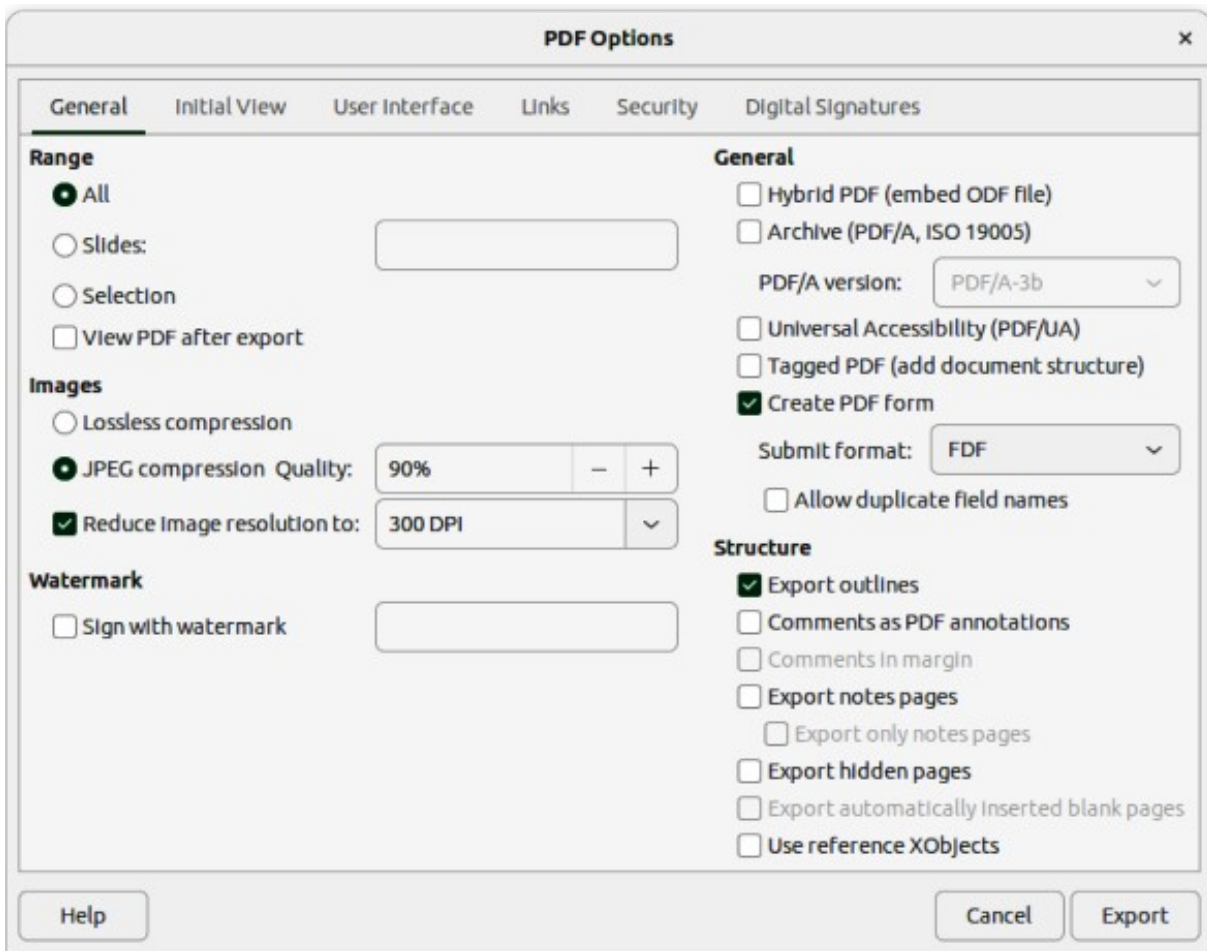 PDF Options
×
General Initial View User Interface Links Security Digital Signatures
Range
All
Slides:
Selection
View PDF after export
Images
Lossless compression
JPEG compression Quality: 90% − +
Reduce image resolution to: 300 DPI
Watermark
Sign with watermark
General
Hybrid PDF (embed ODF file)
Archive (PDF/A, ISO 19005)
PDF/A version: PDF/A-3b
Universal Accessibility (PDF/UA)
Tagged PDF (add document structure)
Create PDF form
Submit format: FDF
Allow duplicate field names
Structure
Export outlines
Comments as PDF annotations
Comments in margin
Export notes pages
Export only notes pages
Export hidden pages
Export automatically inserted blank pages
Use reference XObjects
Help Cancel Export